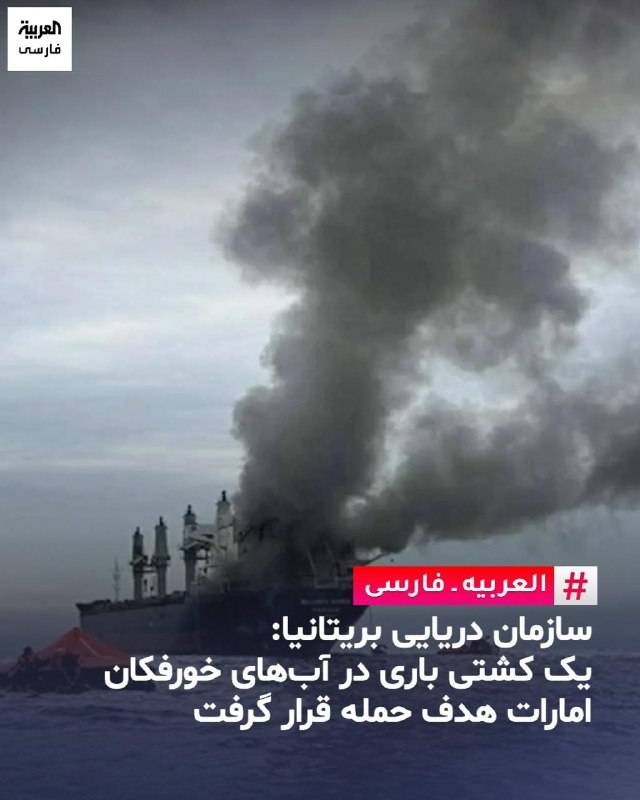 العربية
فارسی
# العربیه ـ فارسی
سازمان دریایی بریتانیا:
یک کشتی باری در آب‌های خورفکان
امارات هدف حمله قرار گرفت